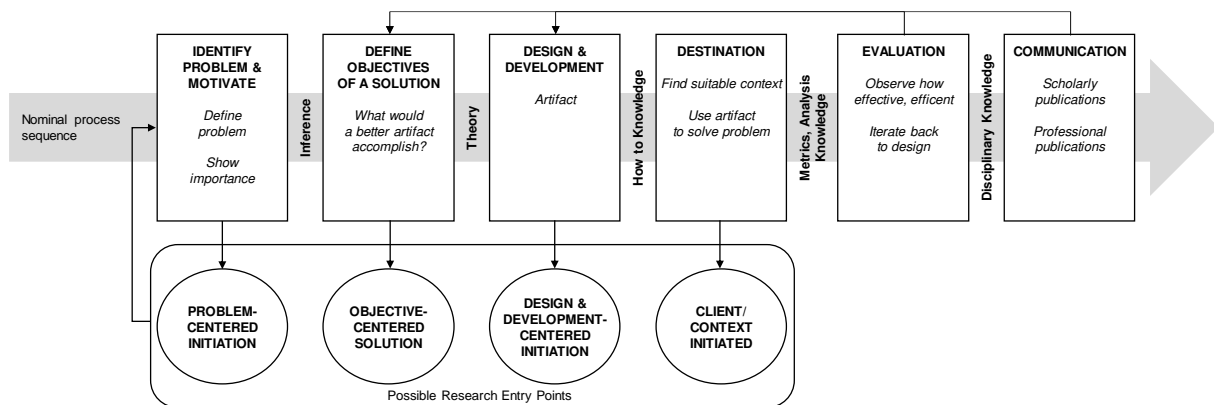 Nominal process
sequence
IDENTIFY
PROBLEM &
MOTIVATE
Define
problem
Show
importance
Inference
DEFINE
OBJECTIVES
OF A SOLUTION
What would
a better artifact
accomplish?
Theory
DESIGN &
DEVELOPMENT
Artifact
How to Knowledge
DESTINATION
Find suitable context
Use artifact
to solve problem
Metrics, Analysis
Knowledge
EVALUATION
Observe how
effective, efficent
Iterate back
to design
Disciplinary Knowledge
COMMUNICATION
Scholarly
publications
Professional
publications
PROBLEM-
CENTERED
INITIATION
OBJECTIVE-
CENTERED
SOLUTION
DESIGN &
DEVELOPMENT-
CENTERED
INITIATION
CLIENT/
CONTEXT
INITIATED
Possible Research Entry Points